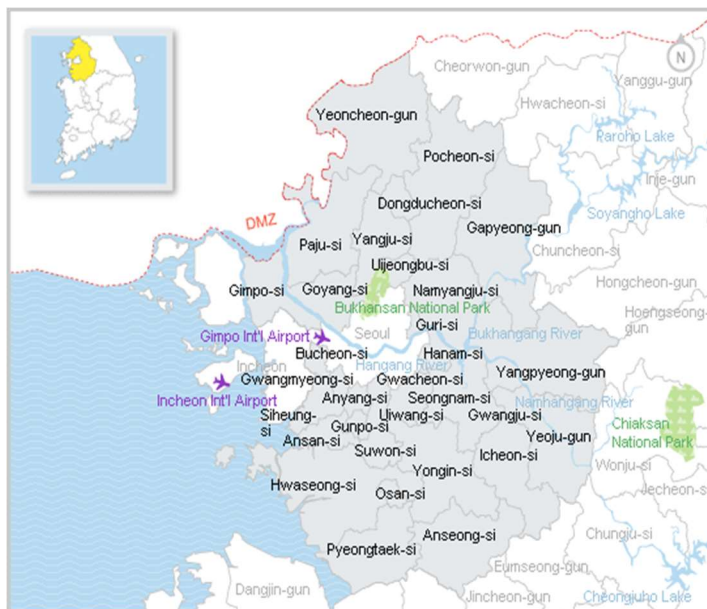 N
Cheorwon-gun
Yanggu-gun
Hwacheon-si
Yeoncheon-gun
Raroho Lake
Pocheon-si
Inje-gun
Dongducheon-si
Soyangho Lake
DMZ
Gapyeong-gun
Paju-si
Yangju-si
Chuncheon-si
Uijeongbu-si
Hongcheon-gun
Gimpo-si
Goyang-si
Namyangju-si
Bukhansan National Park
Hoengseong-
gun
Guri-si
Gimpo Int'l Airport
Seoul
Bukhangang River
Bucheon-si
Hanam-si
Incheon
Hangang River
Yangpyeong-gun
Gwangmyeong-si
Gwacheon-si
Incheon Int'l Airport
Anyang-si
Seongnam-si
Namhangang River
Siheung-
si
Gunpo-si
Uiwang-si
Gwangju-si
Chiaksan
National Park
Ansan-si
Yeoju-gun
Suwon-si
Icheon-si
Wonju-si
Yongin-si
Hwaseong-si
Jecheon-si
Osan-si
Anseong-si
Chungju-si
Pyeongtaek-si
Eumseong-gun
Dangjin-gun
Jincheon-gun
Cheongjuho Lake